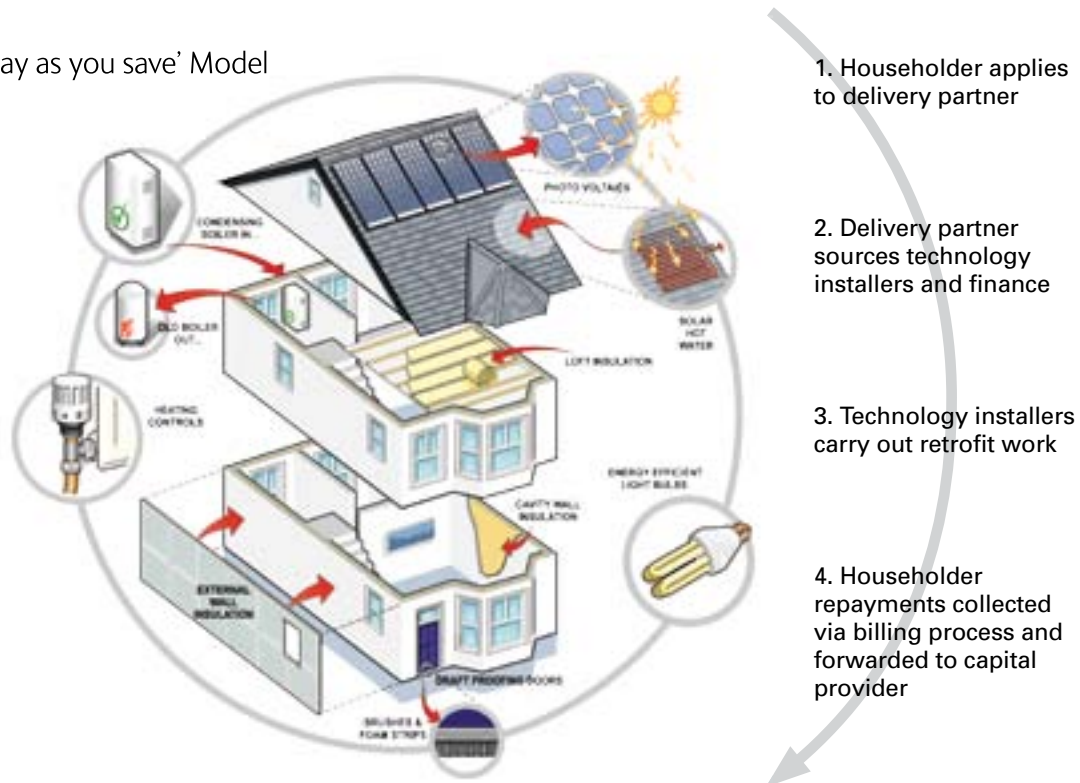 ay as you save’ Model
1. Householder applies
to delivery partner
2. Delivery partner
sources technology
installers and finance
3. Technology installers
carry out retrofit work
4. Householder
repayments collected
via billing process and
forwarded to capital
provider
PHOTO VOLTAICS
CONDENSING
BOILER IN...
OLD BOILER
OUT...
SOLAR
HOT
WATER
LOFT INSULATION
HEATING
CONTROLS
ENERGY EFFICIENT
LIGHT BULBS
CAVITY WALL
INSULATION
EXTERNAL
WALL
INSULATION
DRAFT PROOFING DOORS
BRUSHES &
FOAM STRIPS